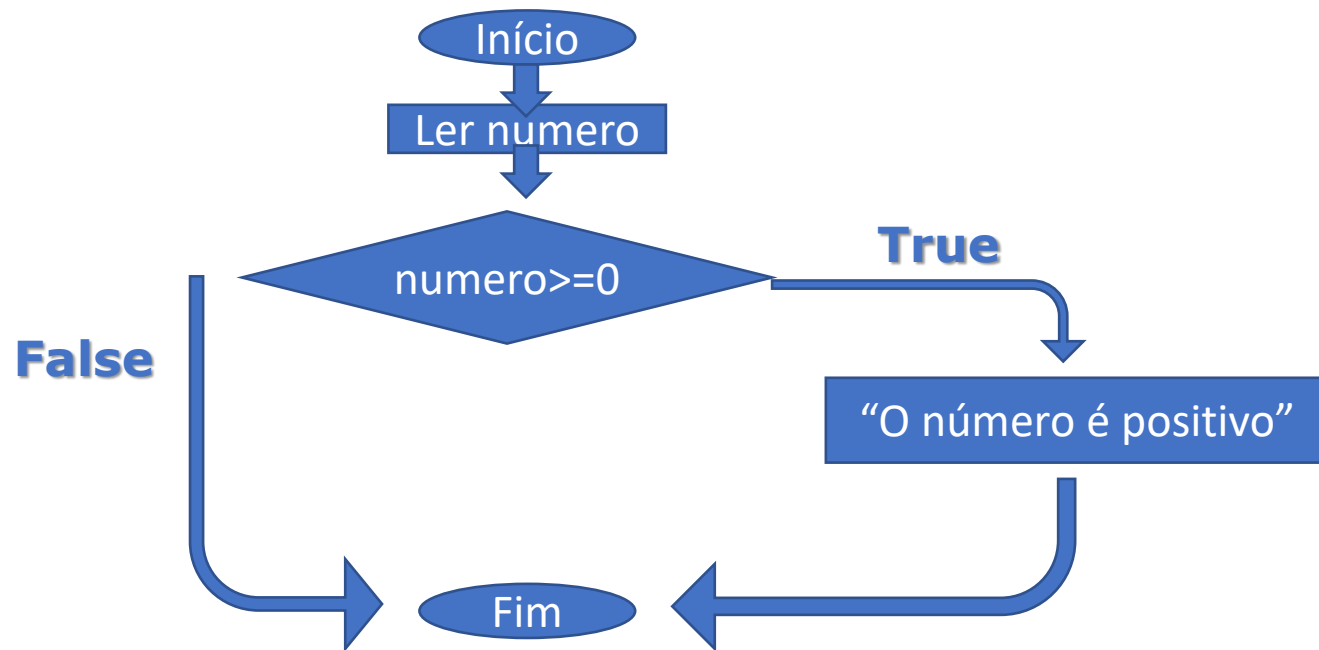 Início
Ler numero
numero>=0
True
False
“O número é positivo”
Fim